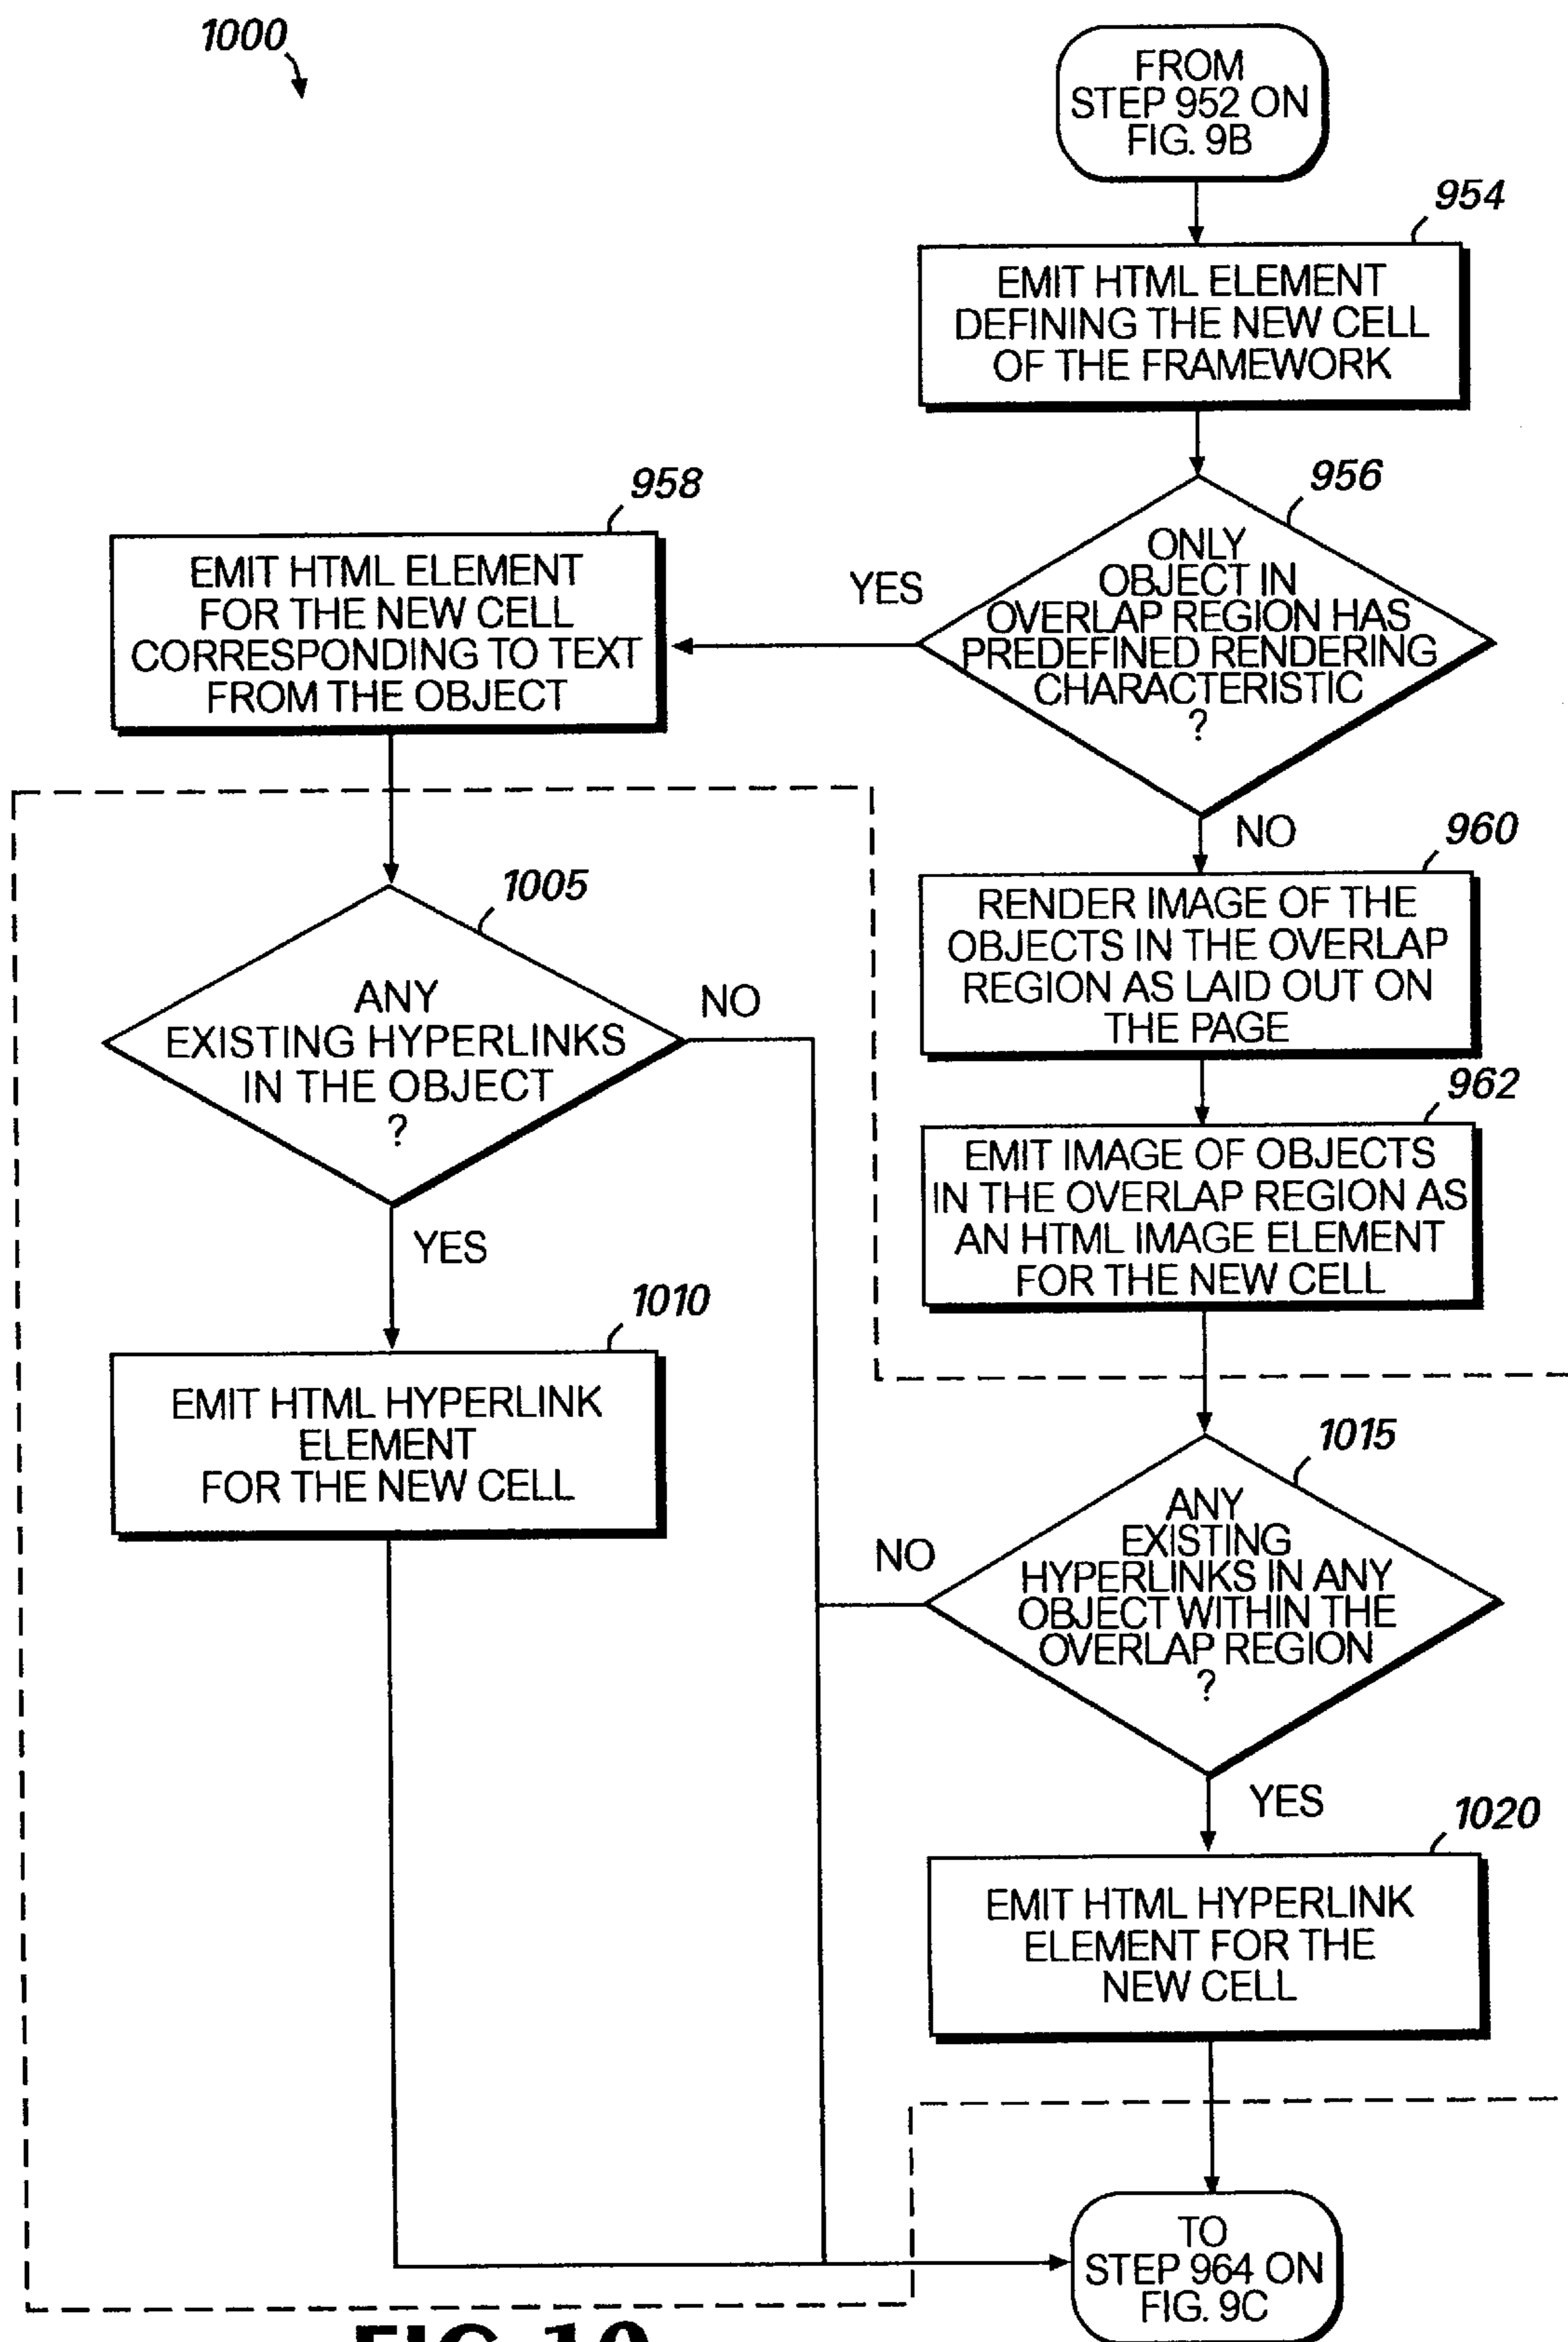 1000
FROM
STEP 952 ON
FIG. 9B
954
EMIT HTML ELEMENT
DEFINING THE NEW CELL
OF THE FRAMEWORK
956
ONLY
OBJECT IN
OVERLAP REGION HAS
PREDEFINED RENDERING
CHARACTERISTIC
?
YES
958
EMIT HTML ELEMENT
FOR THE NEW CELL
CORRESPONDING TO TEXT
FROM THE OBJECT
NO
960
RENDER IMAGE OF THE
OBJECTS IN THE OVERLAP
REGION AS LAID OUT ON
THE PAGE
1005
ANY
EXISTING HYPERLINKS
IN THE OBJECT
?
NO
962
EMIT IMAGE OF OBJECTS
IN THE OVERLAP REGION AS
AN HTML IMAGE ELEMENT
FOR THE NEW CELL
YES
1010
EMIT HTML HYPERLINK
ELEMENT
FOR THE NEW CELL
1015
ANY
EXISTING
HYPERLINKS IN ANY
OBJECT WITHIN THE
OVERLAP REGION
?
NO
YES
1020
EMIT HTML HYPERLINK
ELEMENT FOR THE
NEW CELL
TO
STEP 964 ON
FIG. 9C
FIG. 10